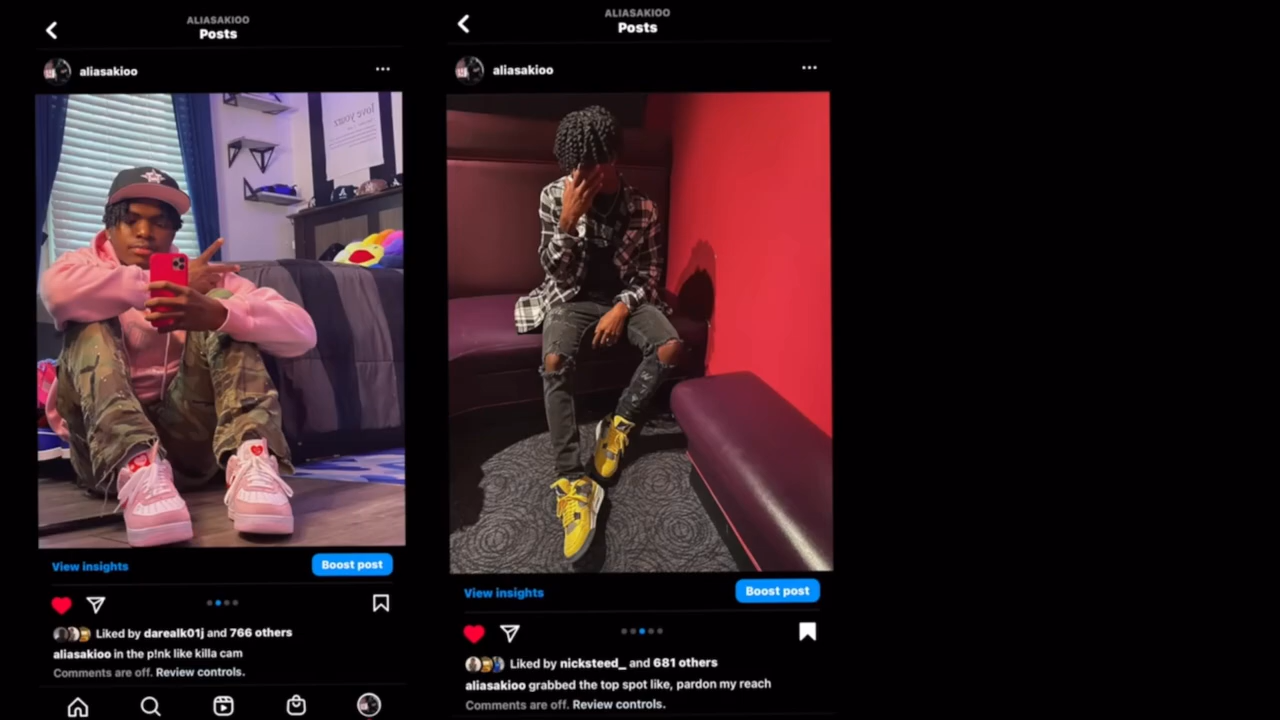 ALIASAKIOO
Posts
aliasakioo
love yourz
View insights
Boost post
Liked by darealk01j and 766 others
aliasakioo in the p!nk like killa cam
Comments are off. Review controls.
ALIASAKIOO
Posts
aliasakioo
View insights
Boost post
Liked by nicksteed_ and 681 others
aliasakioo grabbed the top spot like, pardon my reach
Comments are off. Review controls.